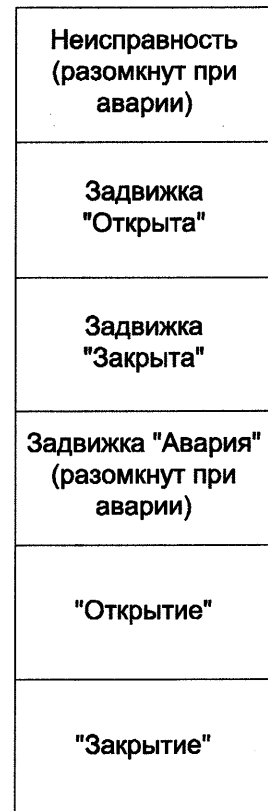 Неисправность
(разомкнут при
аварии)
Задвижка
"Открыта"
Задвижка
"Закрыта"
Задвижка "Авария"
(разомкнут при
аварии)
"Открытие"
"Закрытие"